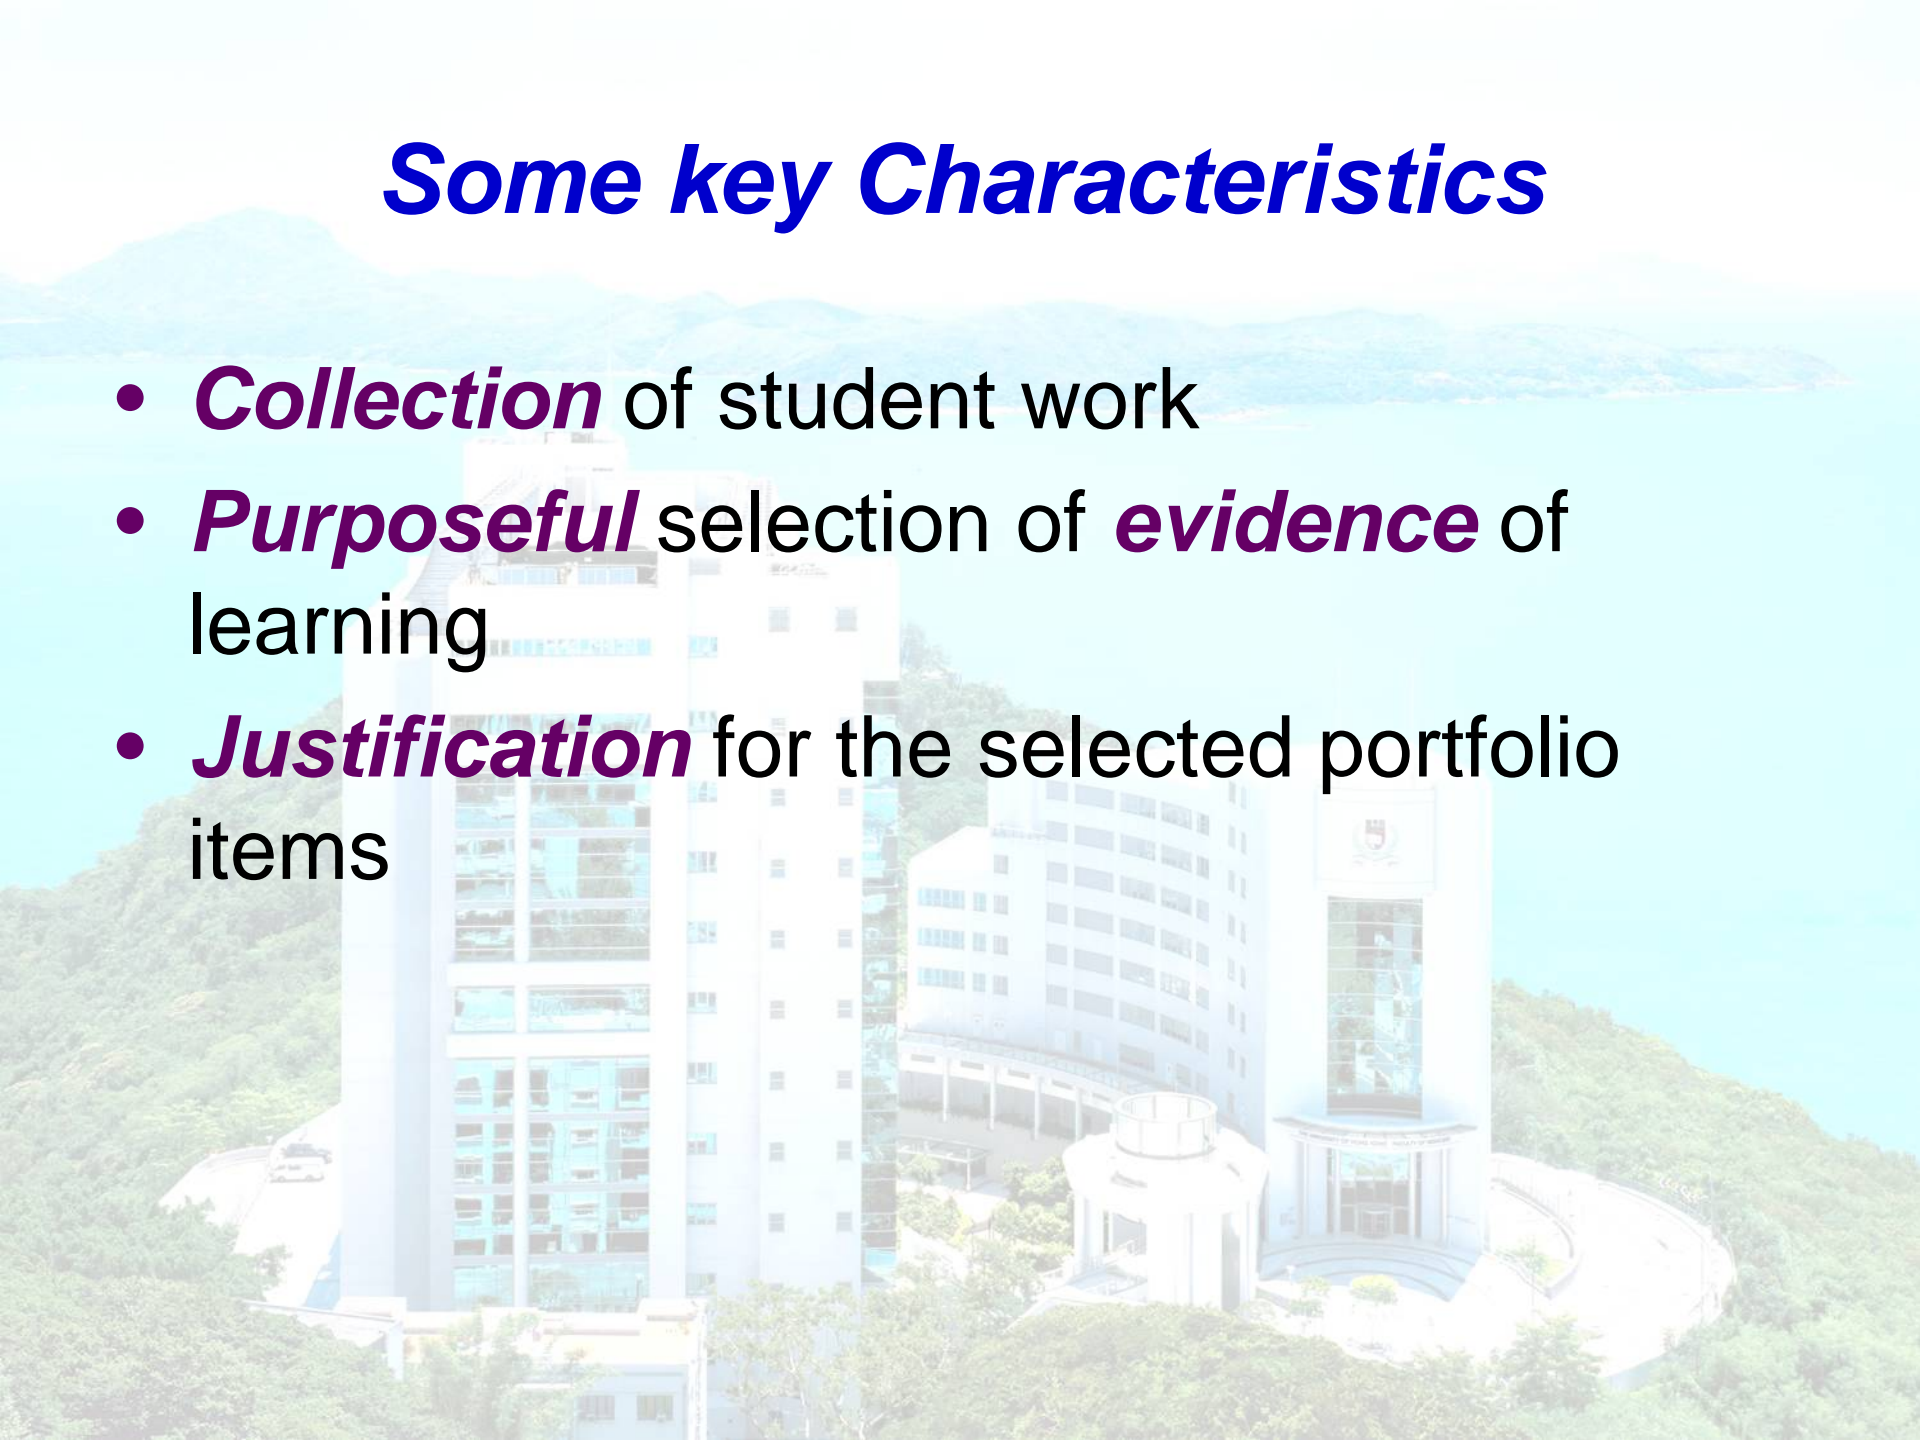 Some key Characteristics
• Collection of student work
• Purposeful selection of evidence of
learning
• Justification for the selected portfolio
items